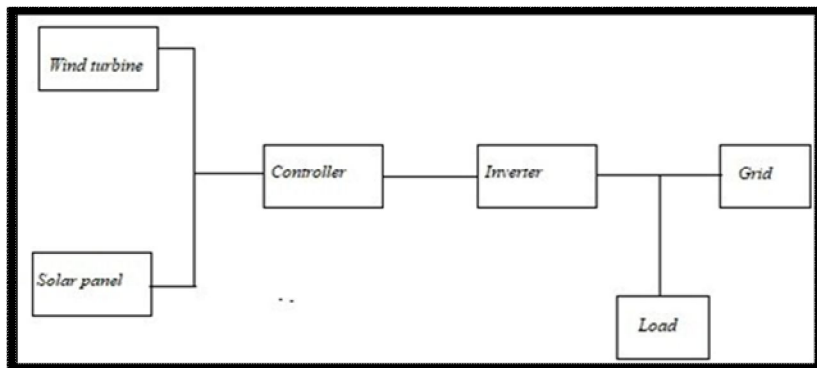 Wind turbine
Controller
Inverter
Grid
Solar panel
Load